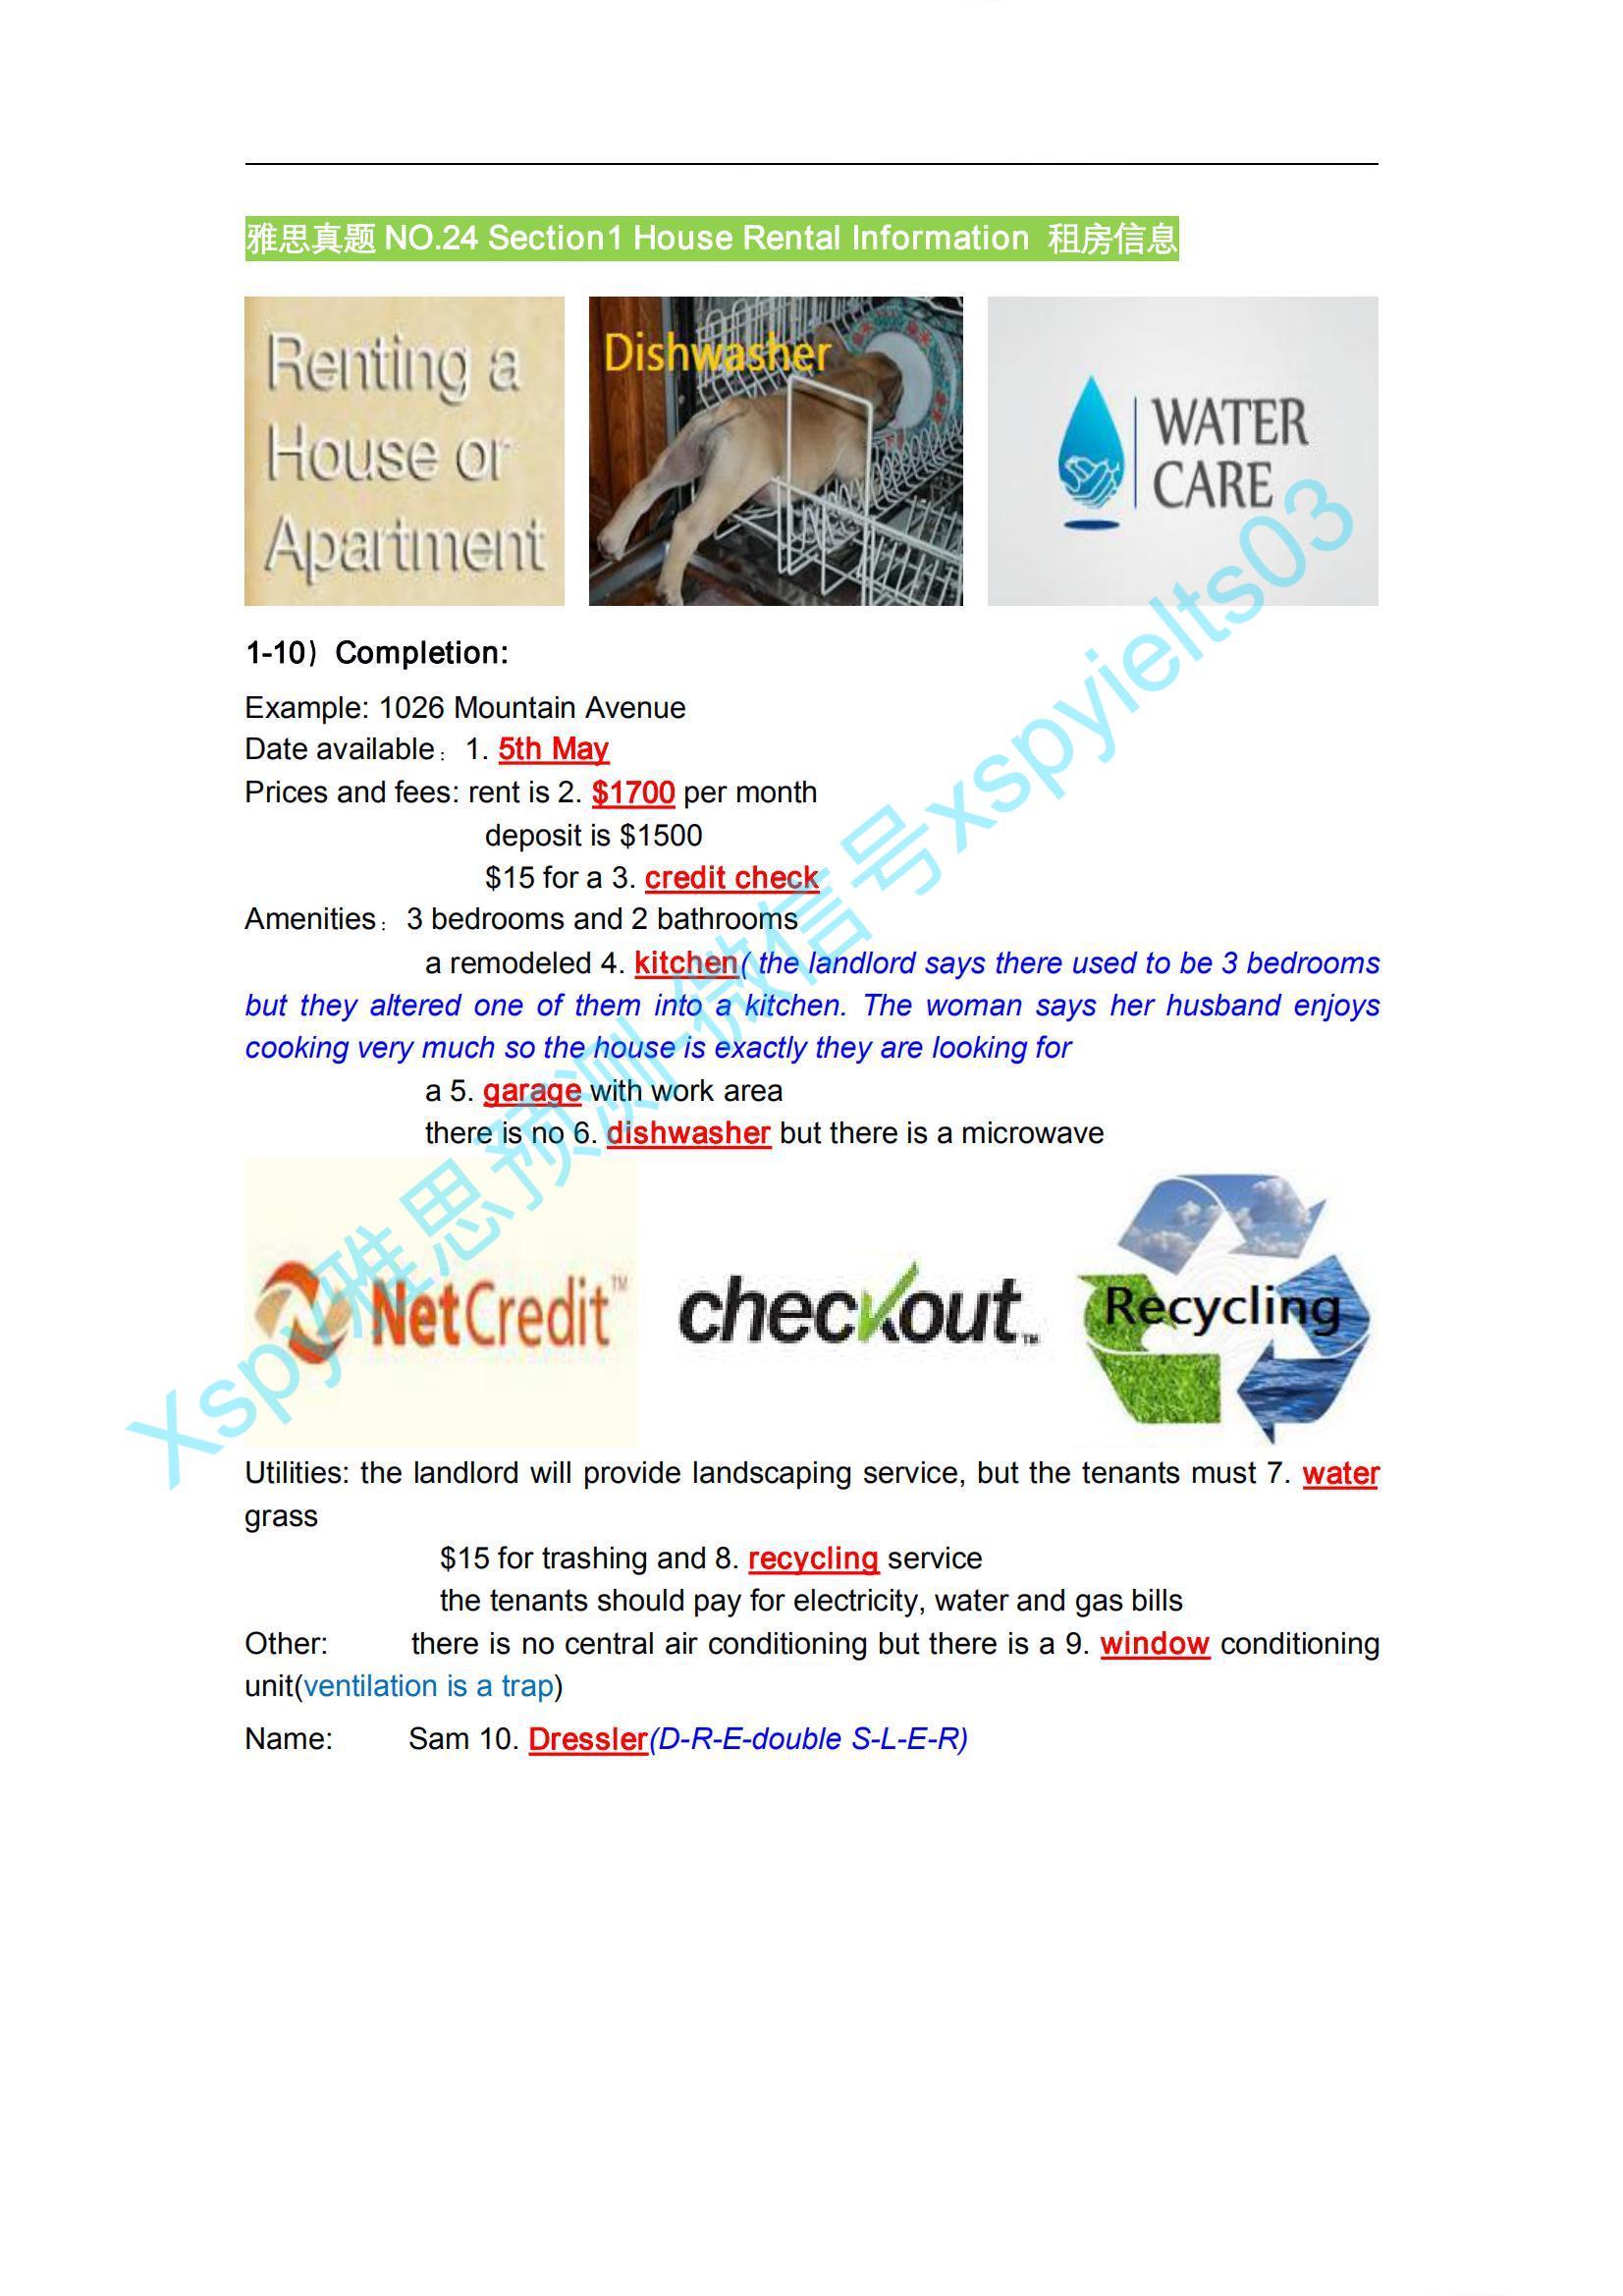 雅思真题 NO.24 Section1 House Rental Information 租房信息
Renting a
House or
Apartment
Dishwasher
WATER
CARE
1-10）Completion:
Example: 1026 Mountain Avenue
Date available：1. 5th May
Prices and fees: rent is 2. $1700 per month
deposit is $1500
$15 for a 3. credit check
Amenities：3 bedrooms and 2 bathrooms
a remodeled 4. kitchen( the landlord says there used to be 3 bedrooms
but they altered one of them into a kitchen. The woman says her husband enjoys
cooking very much so the house is exactly they are looking for
a 5. garage with work area
there is no 6. dishwasher but there is a microwave
NetCredit™
checkout™
Recycling
Utilities: the landlord will provide landscaping service, but the tenants must 7. water
grass
$15 for trashing and 8. recycling service
the tenants should pay for electricity, water and gas bills
Other: there is no central air conditioning but there is a 9. window conditioning
unit(ventilation is a trap)
Name: Sam 10. Dressler(D-R-E-double S-L-E-R)
Xspy雅思预测-微信号xspyielts03